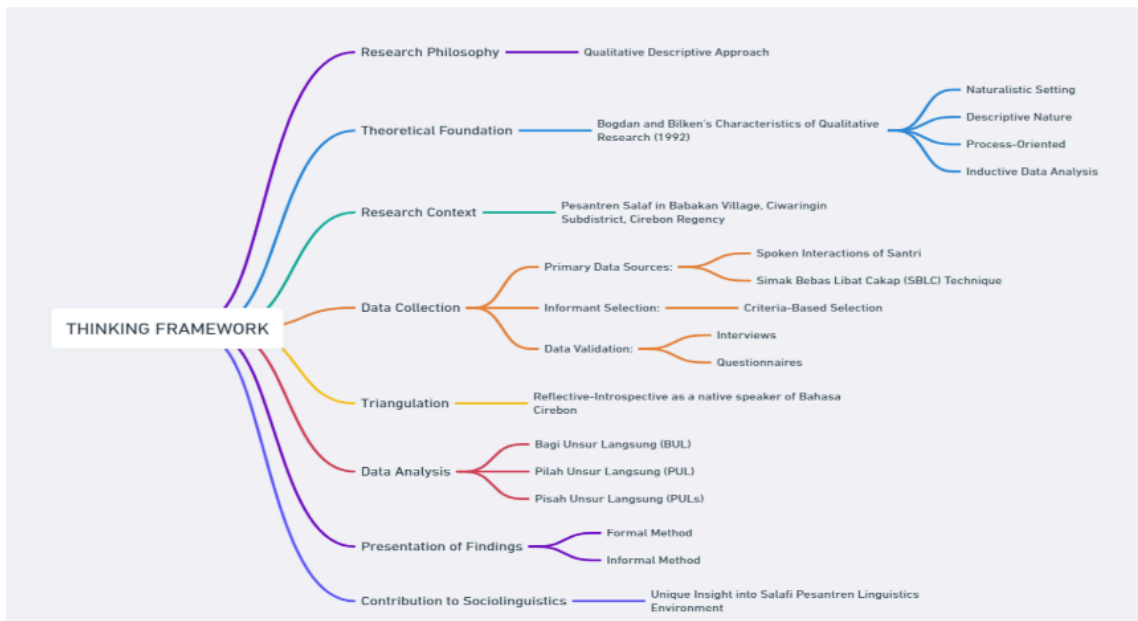 Research Philosophy
Qualitative Descriptive Approach
Theoretical Foundation
Bogdan and Bilken's Characteristics of Qualitative
Research (1992)
Naturalistic Setting
Descriptive Nature
Process-Oriented
Inductive Data Analysis
Research Context
Pesantren Salaf in Babakan Village, Ciwaringin
Subdistrict, Cirebon Regency
THINKING FRAMEWORK
Data Collection
Primary Data Sources:
Spoken Interactions of Santri
Simak Bebas Libat Cakap (SBLC) Technique
Informant Selection:
Criteria-Based Selection
Data Validation:
Interviews
Questionnaires
Triangulation
Reflective-Introspective as a native speaker of Bahasa
Cirebon
Data Analysis
Bagi Unsur Langsung (BUL)
Pilah Unsur Langsung (PUL)
Pisah Unsur Langsung (PULs)
Presentation of Findings
Formal Method
Informal Method
Contribution to Sociolinguistics
Unique Insight into Salafi Pesantren Linguistics
Environment